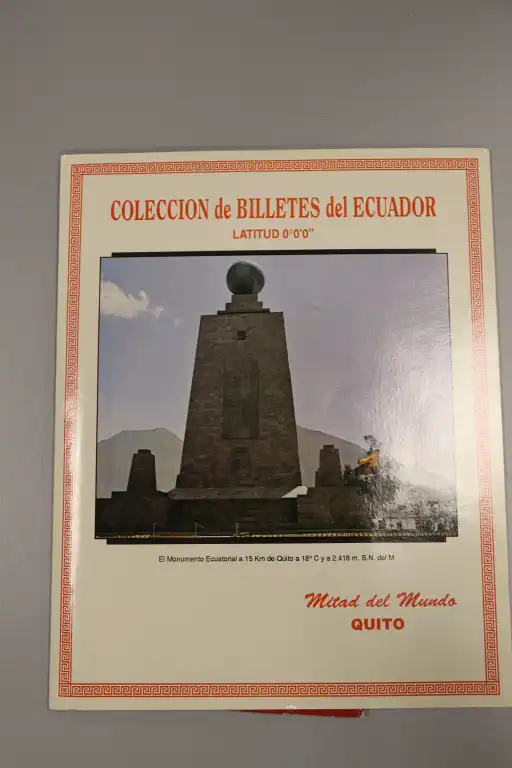 COLECCION de BILLETES del ECUADOR
LATITUD 0°0'0"
El Monumento Ecuatorial a 15 Km de Quito a 18º C y a 2.418 m. S.N. del M
Mitad del Mundo
QUITO